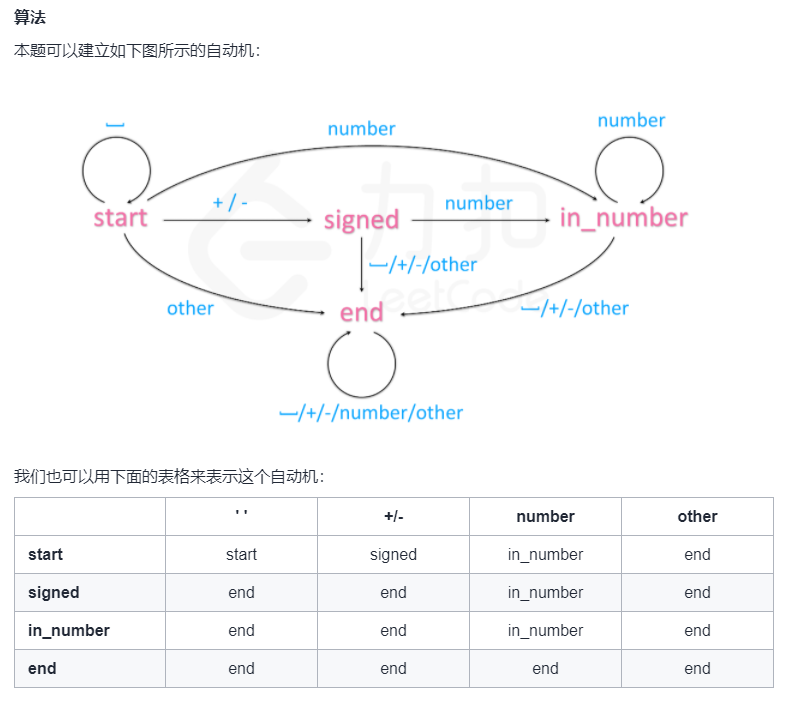 算法
本题可以建立如下图所示的自动机：
number
number
+ / -
number
start
signed
in_number
⌴/+/-/other
other
end
⌴/+/-/other
⌴/+/-/number/other
力扣
LeetCode
我们也可以用下面的表格来表示这个自动机：
' ' +/- number other
start start signed in_number end
signed end end in_number end
in_number end end in_number end
end end end end end